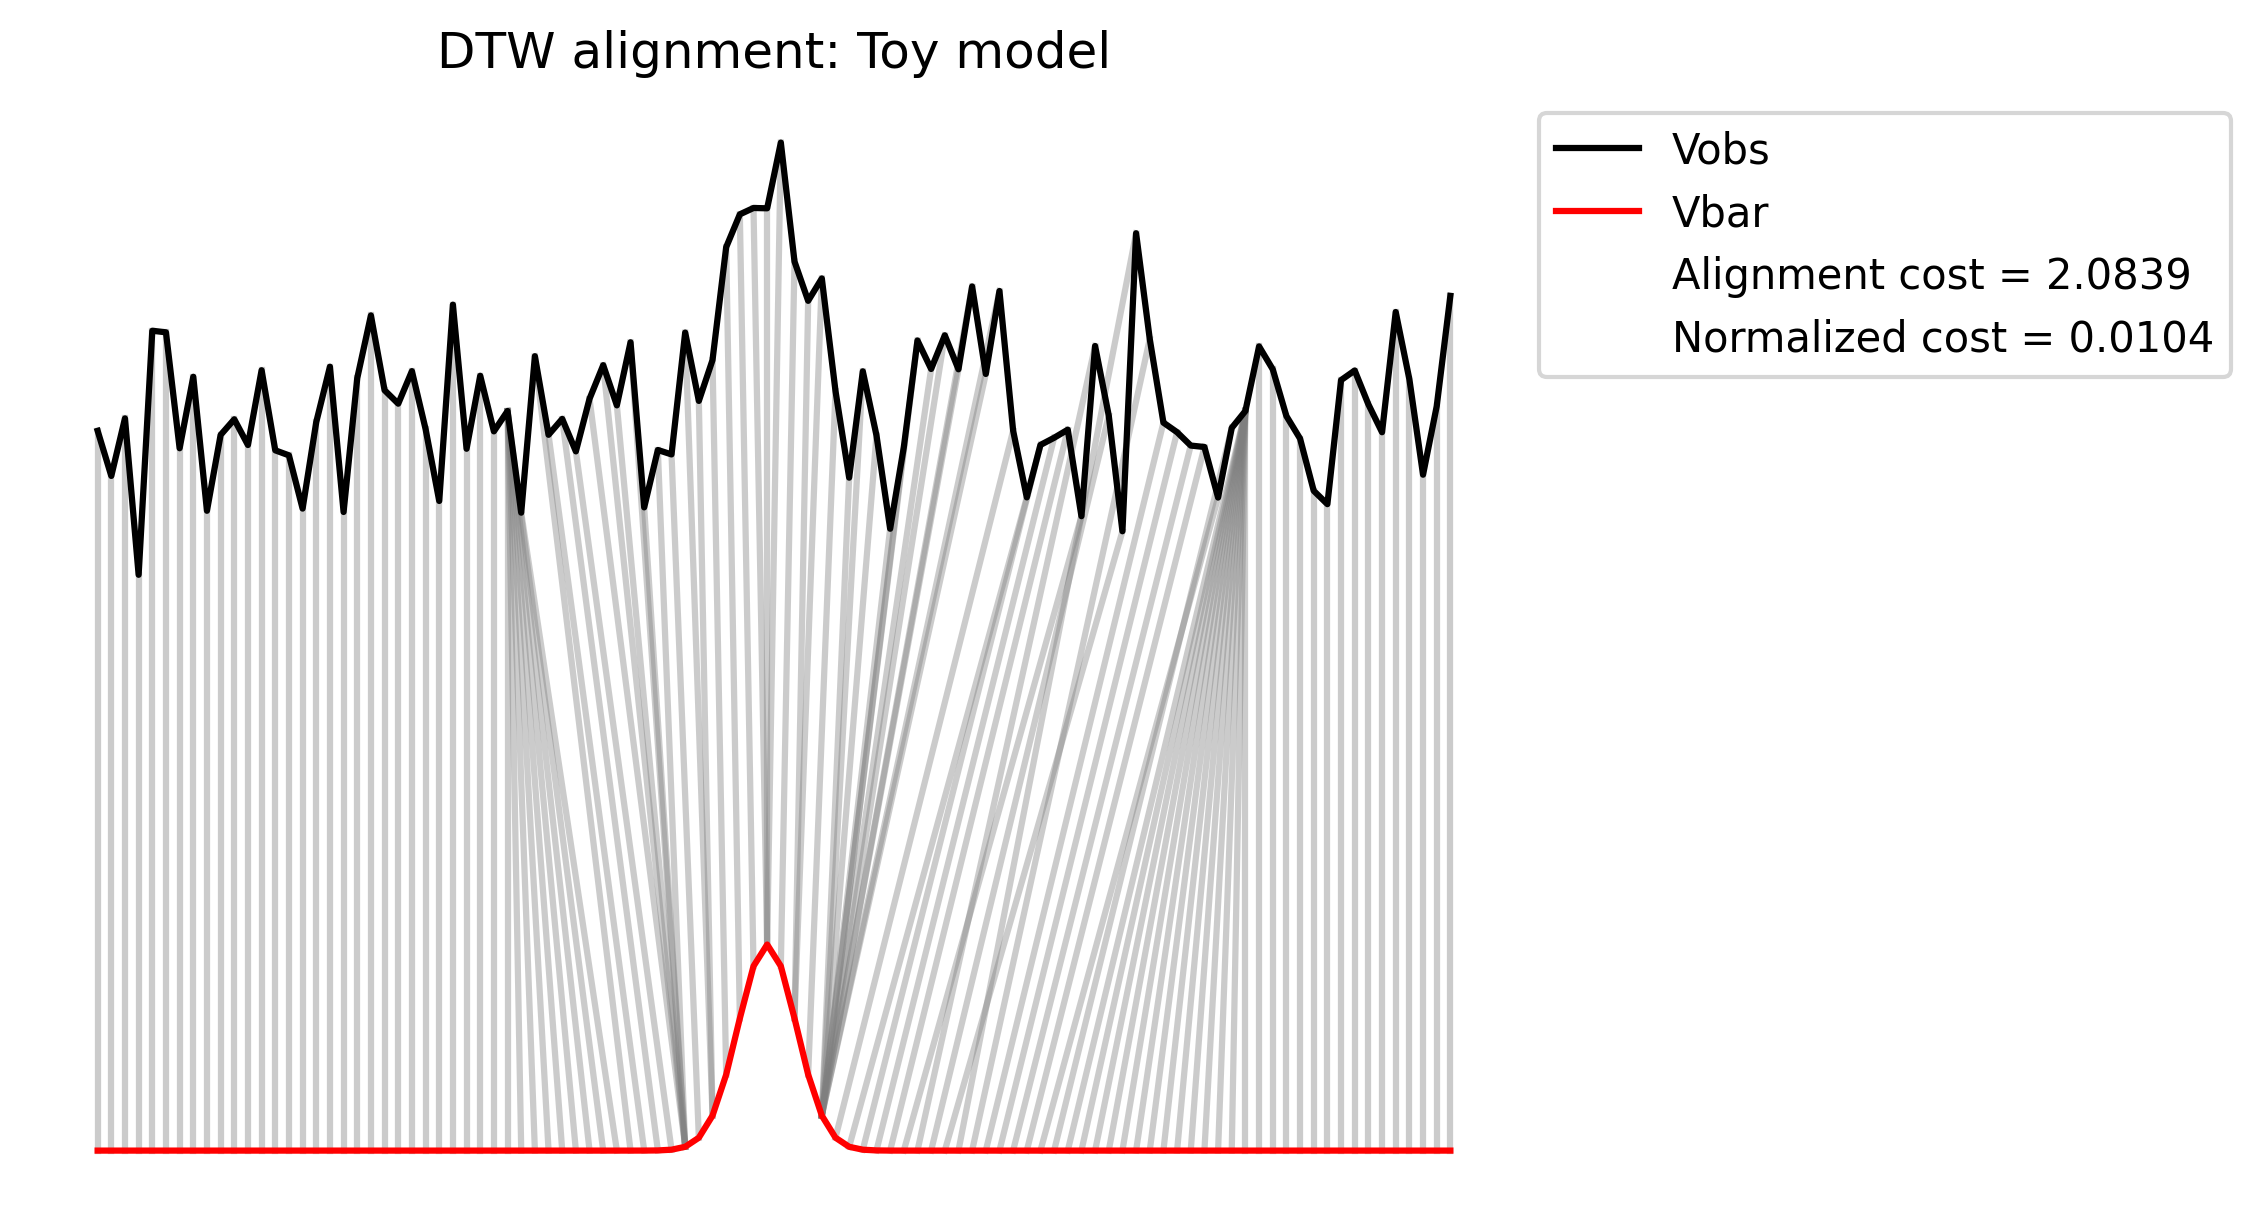 DTW alignment: Toy model
Vobs
Vbar
Alignment cost = 2.0839
Normalized cost = 0.0104